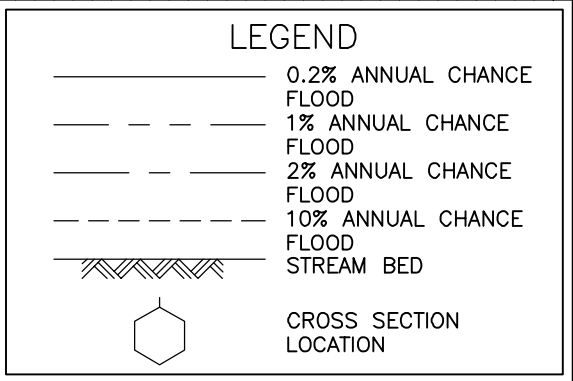 LEGEND
0.2% ANNUAL CHANCE
FLOOD
1% ANNUAL CHANCE
FLOOD
2% ANNUAL CHANCE
FLOOD
10% ANNUAL CHANCE
FLOOD
STREAM BED
CROSS SECTION
LOCATION